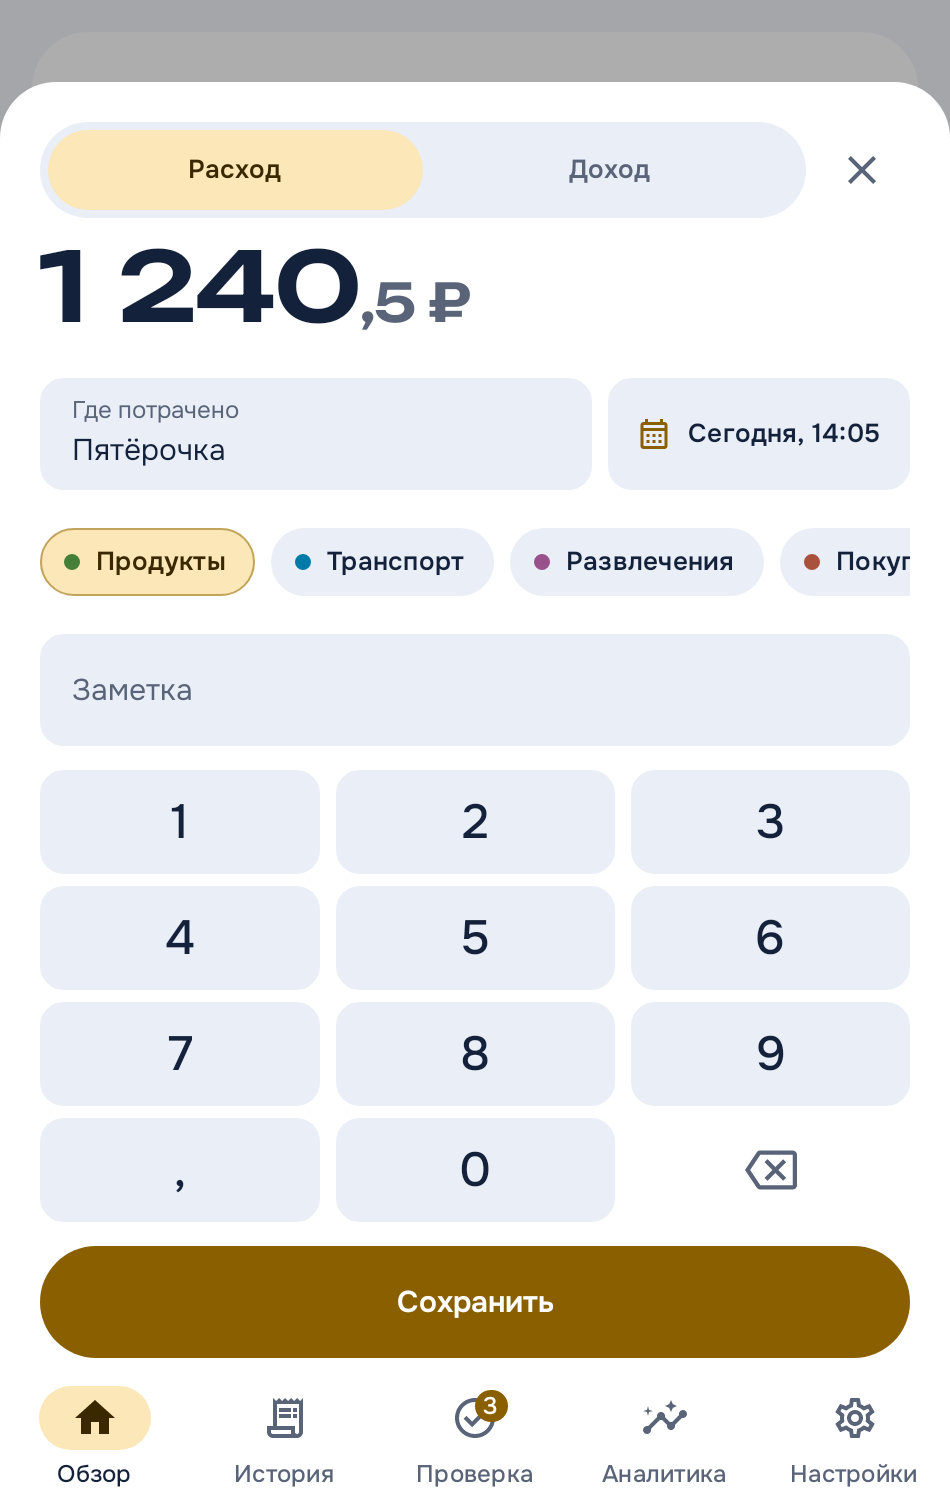 Расход Доход
1 240,5 ₽
Где потрачено
Пятёрочка
Сегодня, 14:05
Продукты Транспорт Развлечения Покуп
Заметка
1 2 3
4 5 6
7 8 9
, 0
Сохранить
3
Обзор История Проверка Аналитика Настройки